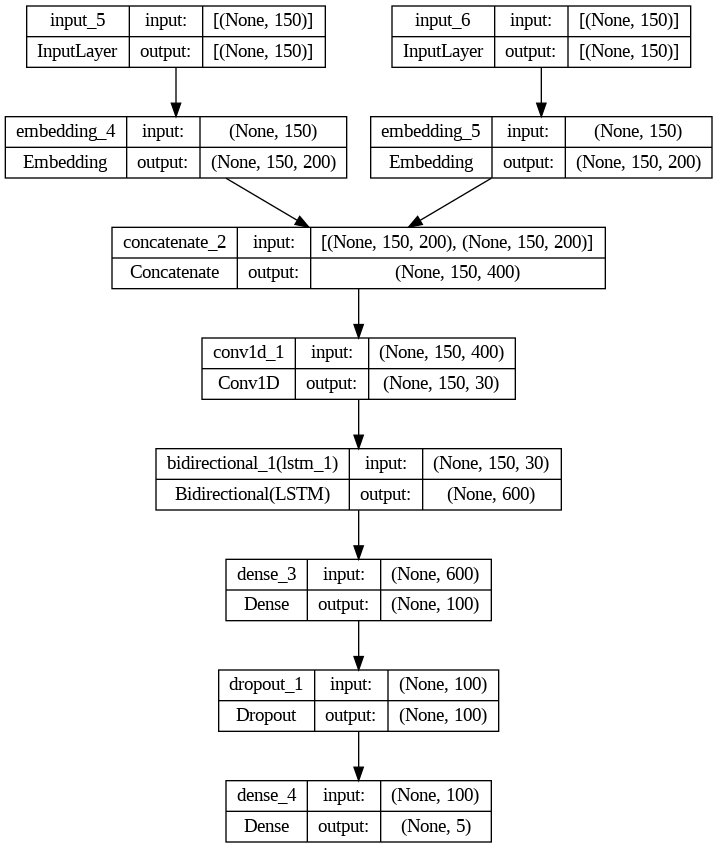 input_5 input: [(None, 150)] input_6 input: [(None, 150)]
InputLayer output: [(None, 150)] InputLayer output: [(None, 150)]
embedding_4 input: (None, 150) embedding_5 input: (None, 150)
Embedding output: (None, 150, 200) Embedding output: (None, 150, 200)
concatenate_2 input: [(None, 150, 200), (None, 150, 200)]
Concatenate output: (None, 150, 400)
conv1d_1 input: (None, 150, 400)
Conv1D output: (None, 150, 30)
bidirectional_1(lstm_1) input: (None, 150, 30)
Bidirectional(LSTM) output: (None, 600)
dense_3 input: (None, 600)
Dense output: (None, 100)
dropout_1 input: (None, 100)
Dropout output: (None, 100)
dense_4 input: (None, 100)
Dense output: (None, 5)